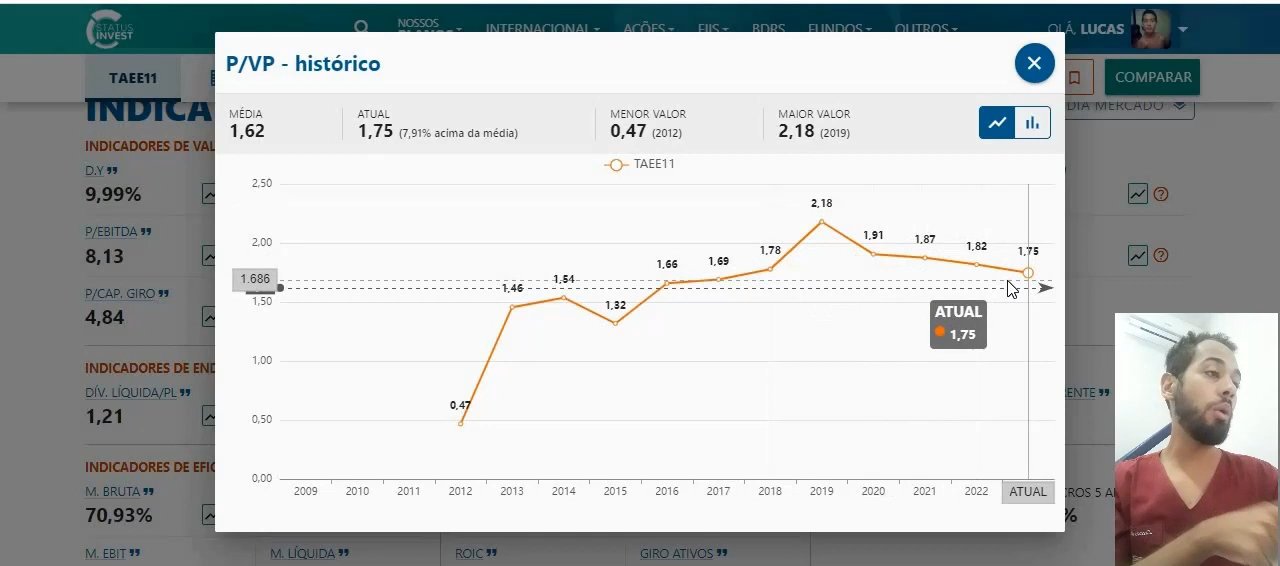 STATUS
INVEST
NOSSOS
INTERNACIONAL
AÇÕES
FIIS
BDRS
FUNDOS
OUTROS
OLÁ, LUCAS
TAEE11
COMPARAR
P/VP - histórico
MÉDIA
1,62
ATUAL
1,75 (7,91% acima da média)
MENOR VALOR
0,47 (2012)
MAIOR VALOR
2,18 (2019)
INDICA
DIA MERCADO
INDICADORES DE VAL
D.Y
9,99%
P/EBITDA
8,13
P/CAP. GIRO
4,84
INDICADORES DE END
DÍV. LÍQUIDA/PL
1,21
INDICADORES DE EFIC
M. BRUTA
70,93%
M. EBIT
M. LÍQUIDA
ROIC
GIRO ATIVOS
TAEE11
2,50
2,00
1.686
1,50
1,00
0,50
0,00
0,47
1,46
1,54
1,32
1,66
1,69
1,78
2,18
1,91
1,87
1,82
1,75
ATUAL
1,75
2009 2010 2011 2012 2013 2014 2015 2016 2017 2018 2019 2020 2021 2022 ATUAL
ENTE
CROS 5 A
%